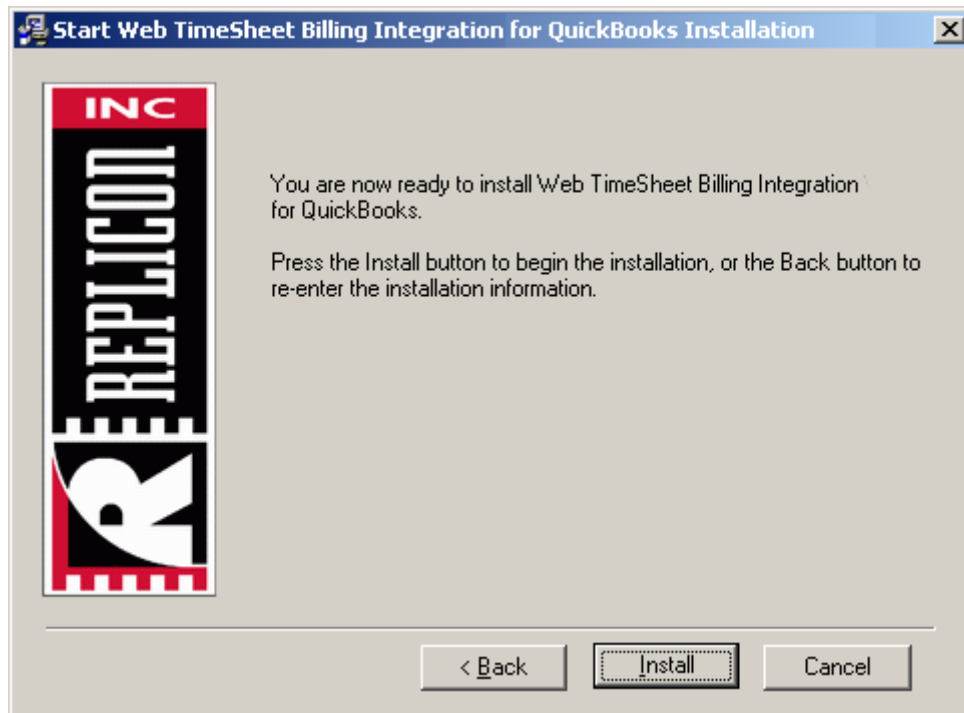 Start Web TimeSheet Billing Integration for QuickBooks Installation
INC
REPLICON
R
You are now ready to install Web TimeSheet Billing Integration
for QuickBooks.
Press the Install button to begin the installation, or the Back button to
re-enter the installation information.
< Back
Install
Cancel